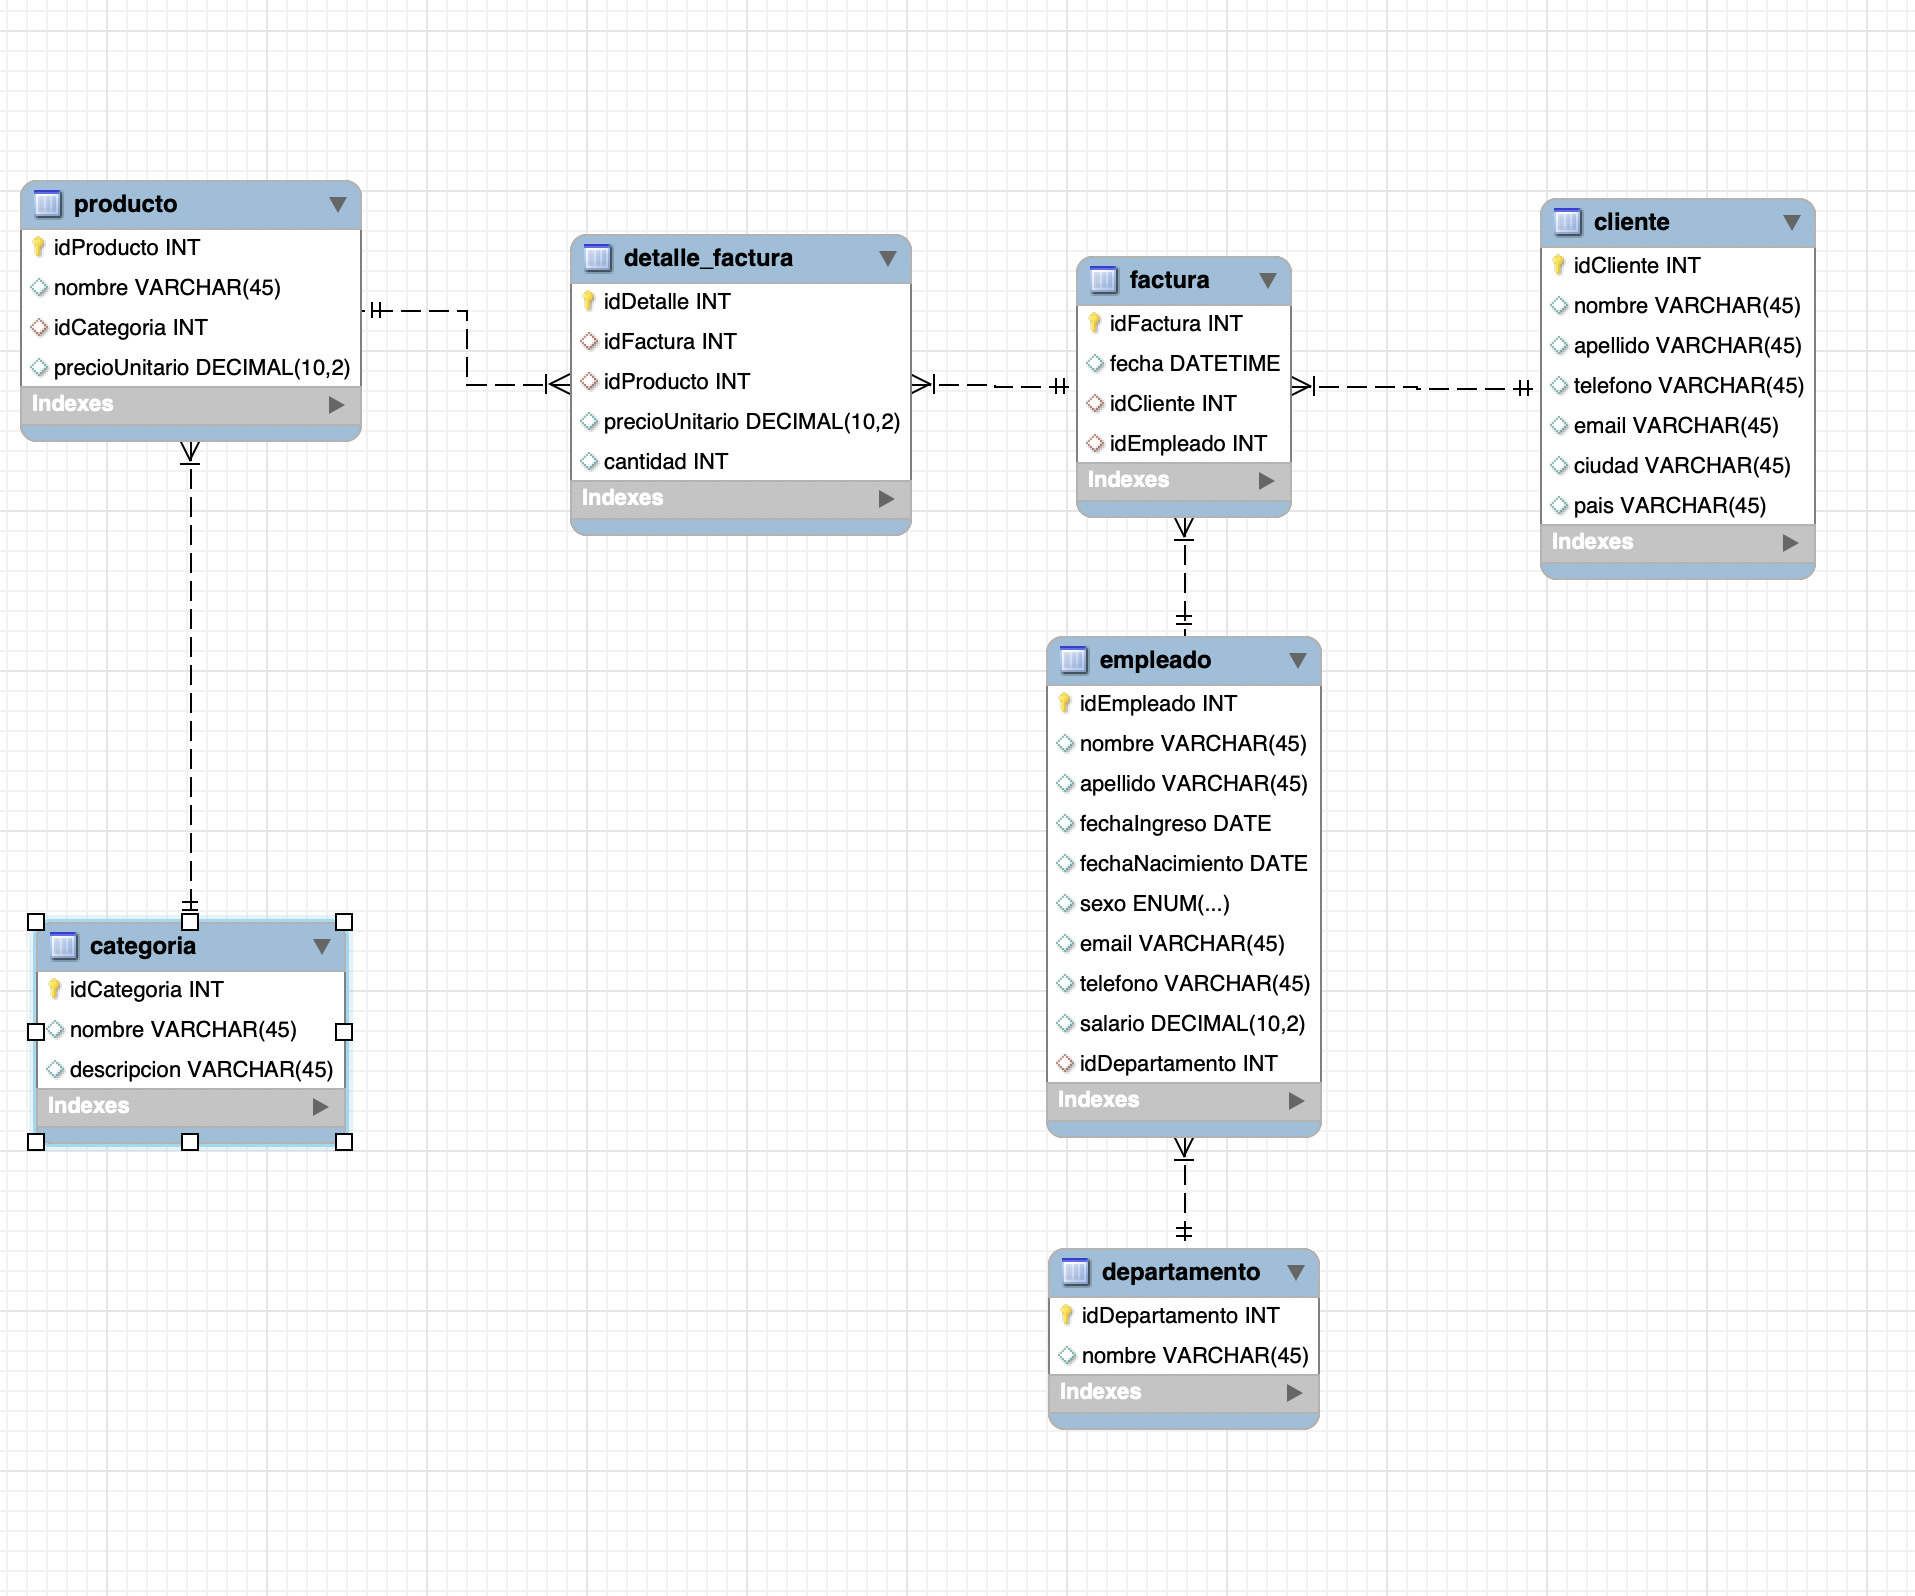 producto
idProducto INT
nombre VARCHAR(45)
idCategoria INT
precioUnitario DECIMAL(10,2)
Indexes
detalle_factura
idDetalle INT
idFactura INT
idProducto INT
precioUnitario DECIMAL(10,2)
cantidad INT
Indexes
factura
idFactura INT
fecha DATETIME
idCliente INT
idEmpleado INT
Indexes
cliente
idCliente INT
nombre VARCHAR(45)
apellido VARCHAR(45)
telefono VARCHAR(45)
email VARCHAR(45)
ciudad VARCHAR(45)
pais VARCHAR(45)
Indexes
empleado
idEmpleado INT
nombre VARCHAR(45)
apellido VARCHAR(45)
fechaIngreso DATE
fechaNacimiento DATE
sexo ENUM(...)
email VARCHAR(45)
telefono VARCHAR(45)
salario DECIMAL(10,2)
idDepartamento INT
Indexes
categoria
idCategoria INT
nombre VARCHAR(45)
descripcion VARCHAR(45)
Indexes
departamento
idDepartamento INT
nombre VARCHAR(45)
Indexes